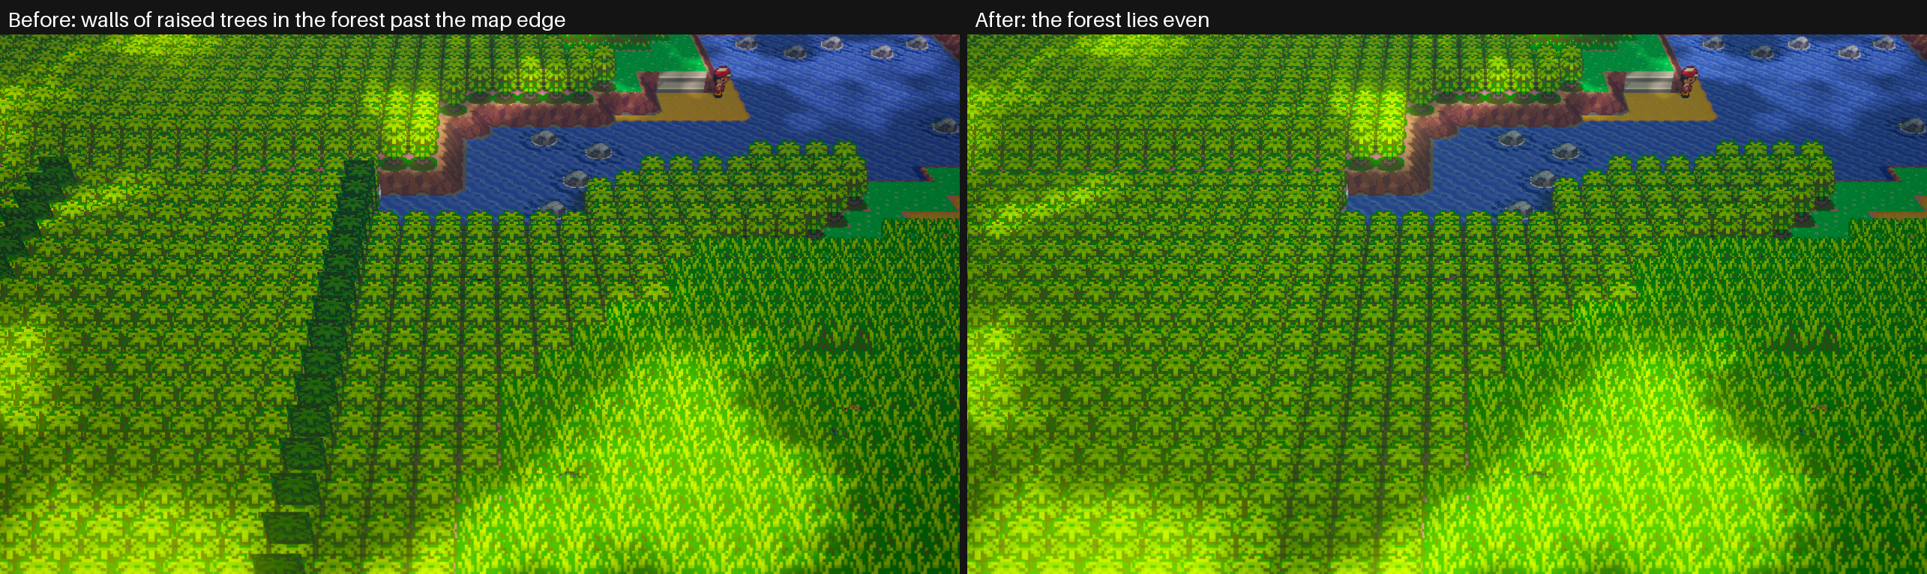 Before: walls of raised trees in the forest past the map edge
After: the forest lies even